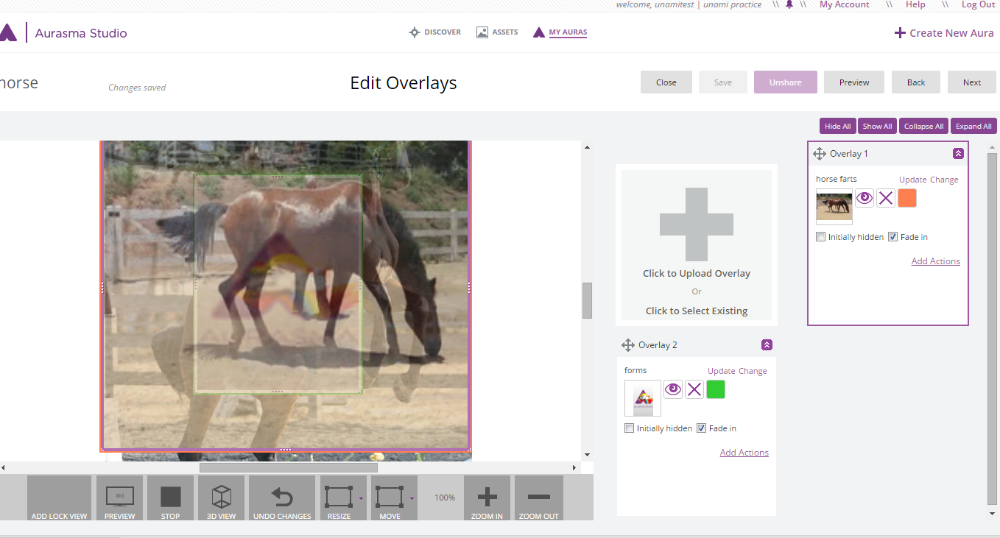 welcome, unamitest | unami practice \\ \\ My Account \\ Help \\ Log Out
Aurasma Studio
DISCOVER ASSETS MY AURAS
Create New Aura
horse
Changes saved
Edit Overlays
Close Save Unshare Preview Back Next
Hide All Show All Collapse All Expand All
Overlay 1
horse farts Update Change
Initially hidden Fade in
Add Actions
Click to Upload Overlay
Or
Click to Select Existing
Overlay 2
forms Update Change
AURASMA
Initially hidden Fade in
Add Actions
ADD LOCK VIEW PREVIEW STOP 3D VIEW UNDO CHANGES RESIZE MOVE 100% ZOOM IN ZOOM OUT